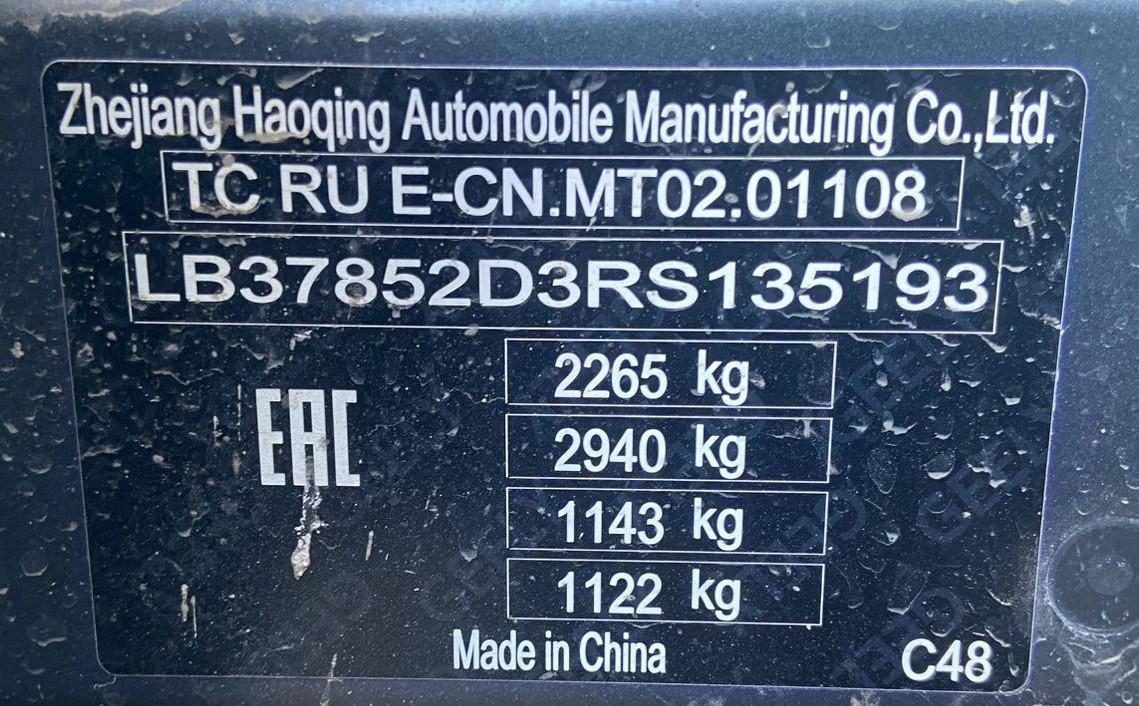 Zhejiang Haoqing Automobile Manufacturing Co.,Ltd.
TC RU E-CN.MT02.01108
LB37852D3RS135193
2265 kg
EAC
2940 kg
1143 kg
1122 kg
Made in China
C48